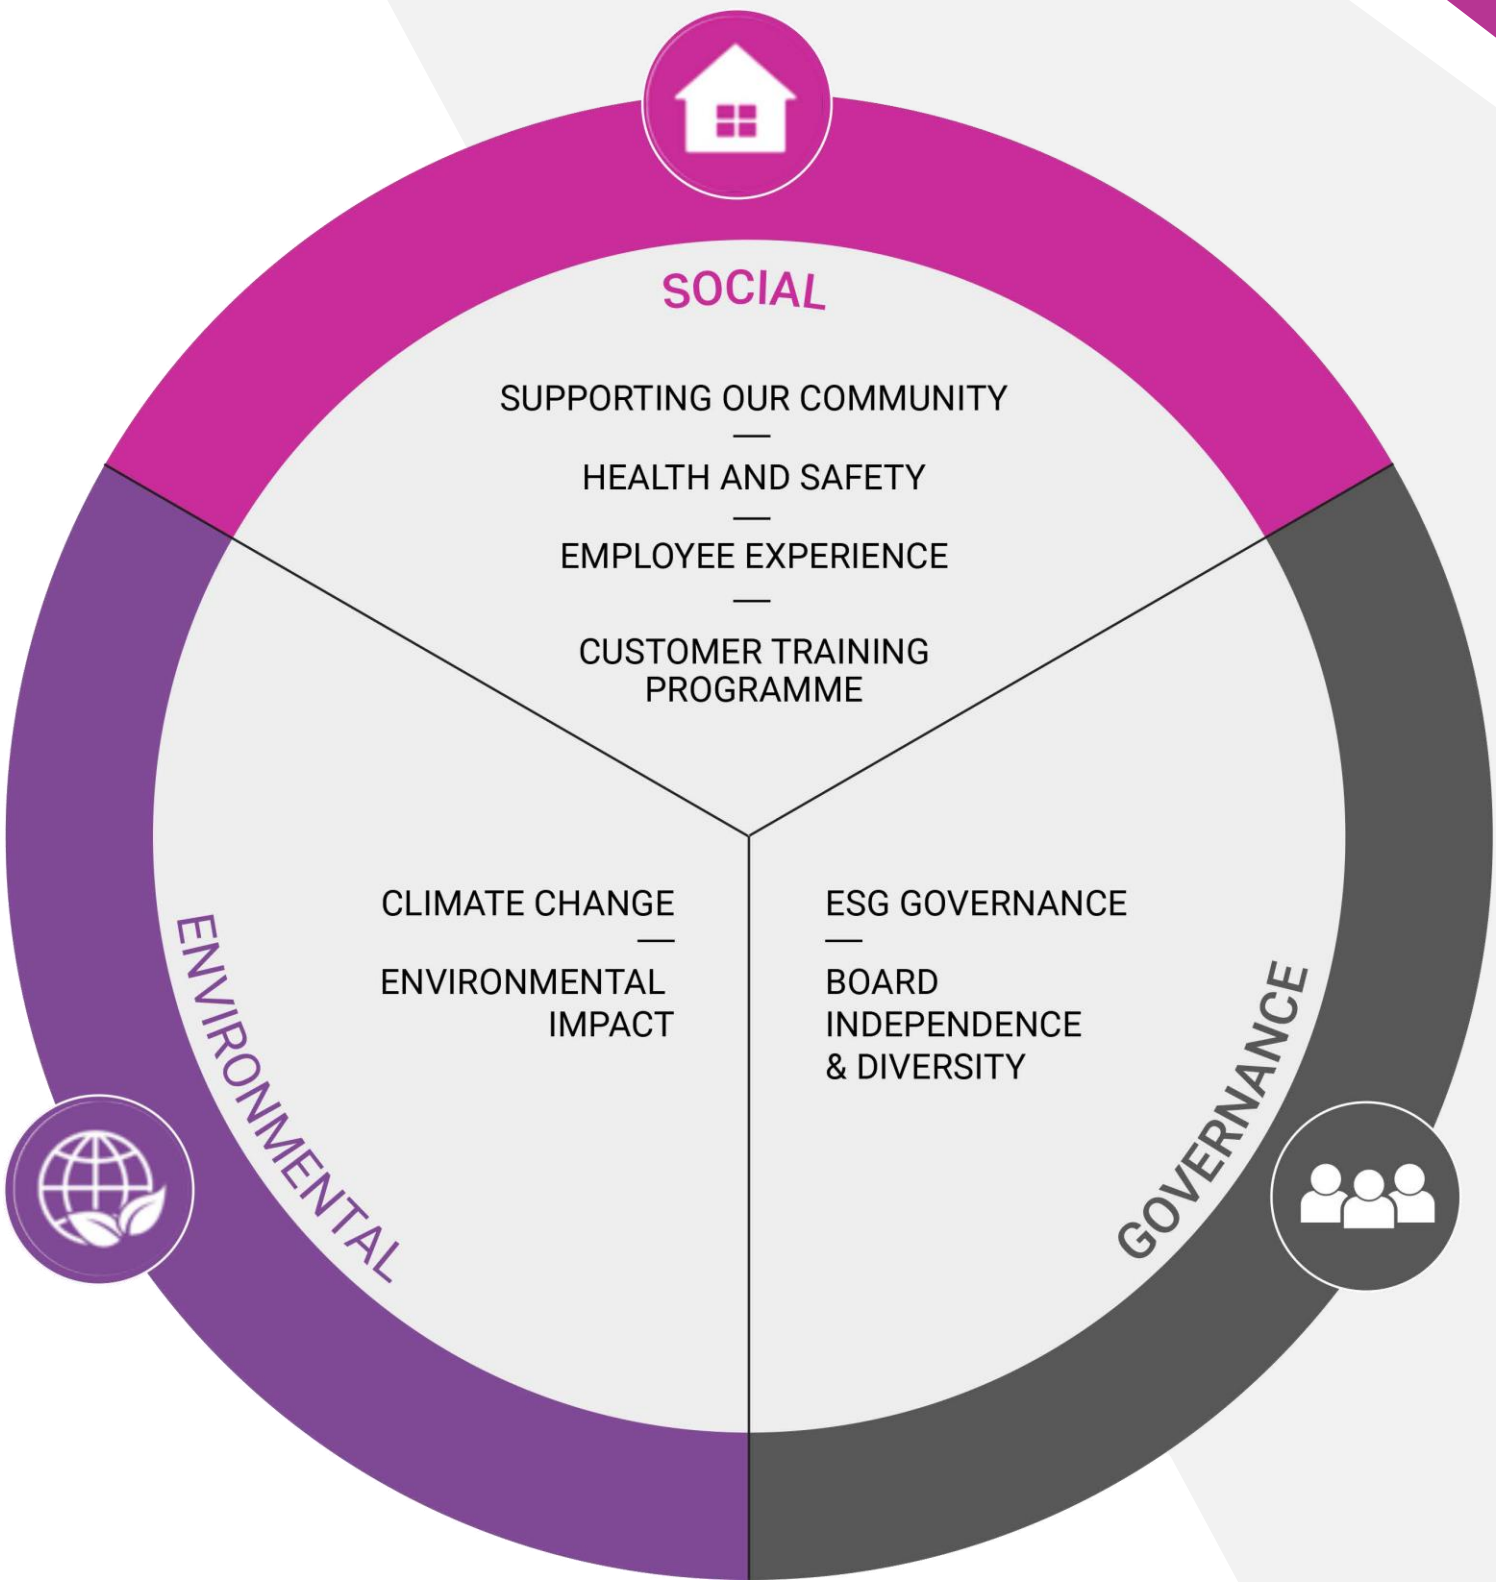 SOCIAL
SUPPORTING OUR COMMUNITY
HEALTH AND SAFETY
EMPLOYEE EXPERIENCE
CUSTOMER TRAINING
PROGRAMME
ENVIRONMENTAL
CLIMATE CHANGE
ENVIRONMENTAL
IMPACT
ESG GOVERNANCE
BOARD
INDEPENDENCE
& DIVERSITY
GOVERNANCE